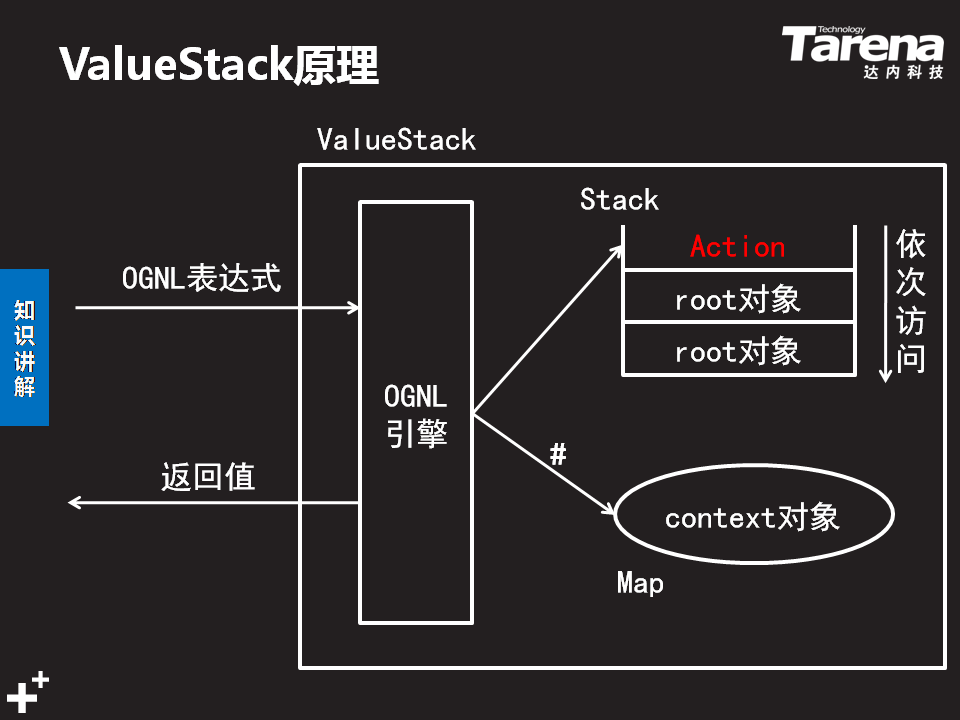 ValueStack原理
Technology
Tarena
达内科技
ValueStack
Stack
Action
root对象
root对象
依次访问
OGNL表达式
知识讲解
OGNL
引擎
#
返回值
context对象
Map